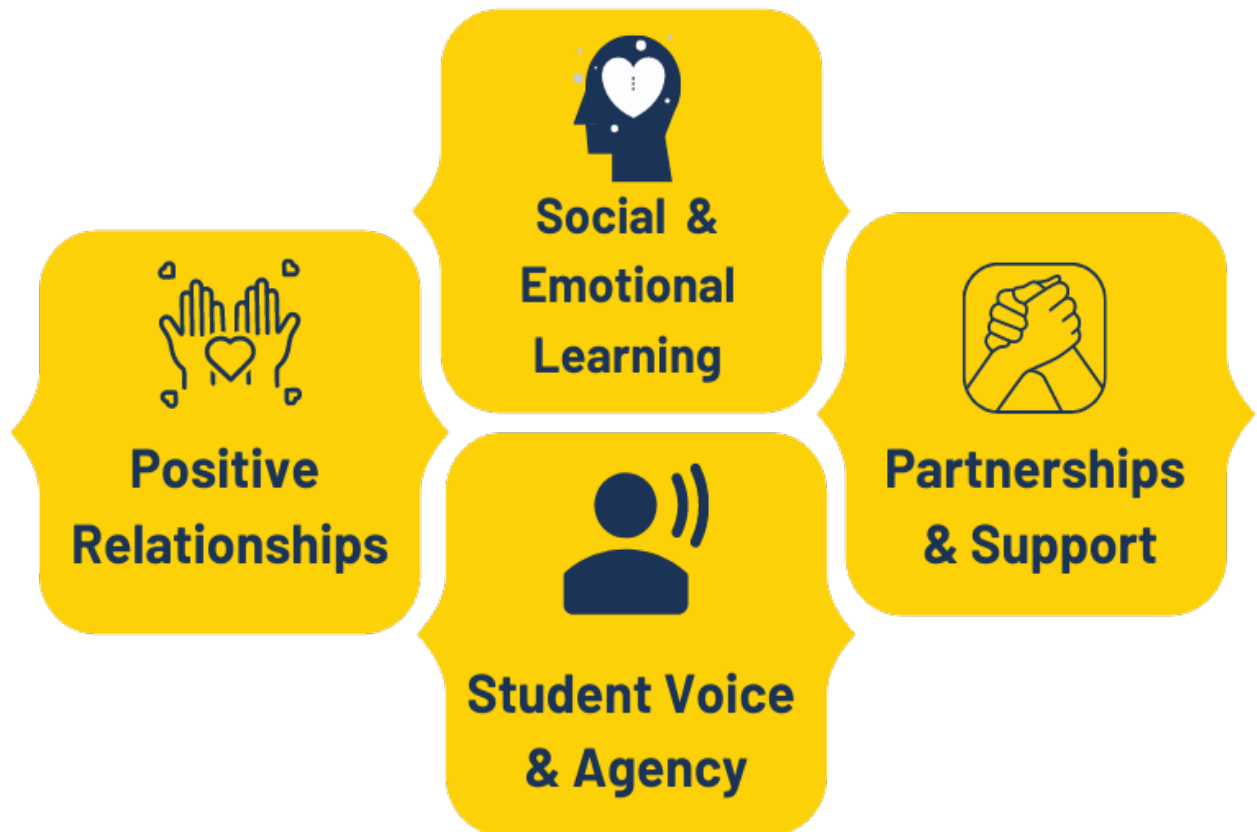 Social &
Emotional
Learning
Positive
Relationships
Partnerships
& Support
Student Voice
& Agency